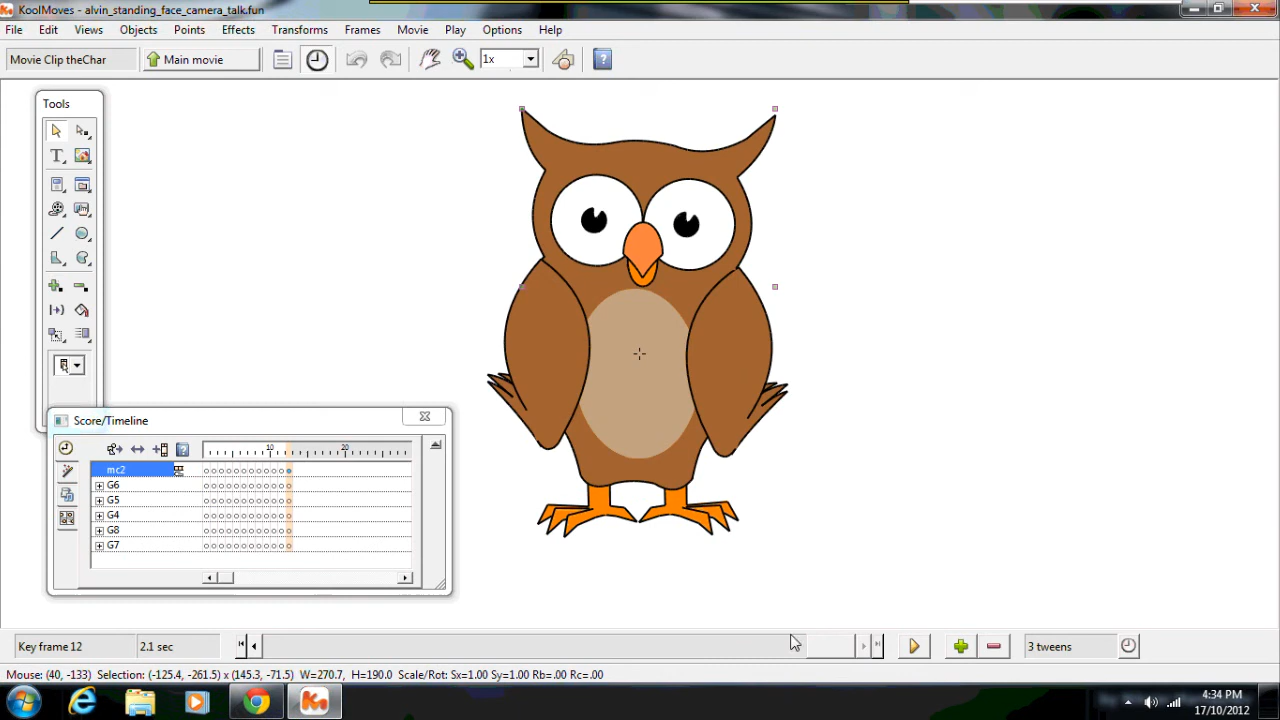 KoolMoves - alvin_standing_face_camera_talk.fun
File Edit Views Objects Points Effects Transforms Frames Movie Play Options Help
Movie Clip theChar Main movie 1x
Tools
Score/Timeline
10 20
mc2
G6
G5
G4
G8
G7
Key frame 12 2.1 sec 3 tweens
Mouse: (40, -133) Selection: (-125.4, -261.5) x (145.3, -71.5) W=270.7, H=190.0 Scale/Rot: Sx=1.00 Sy=1.00 Rb=.00 Rc=.00
4:34 PM
17/10/2012